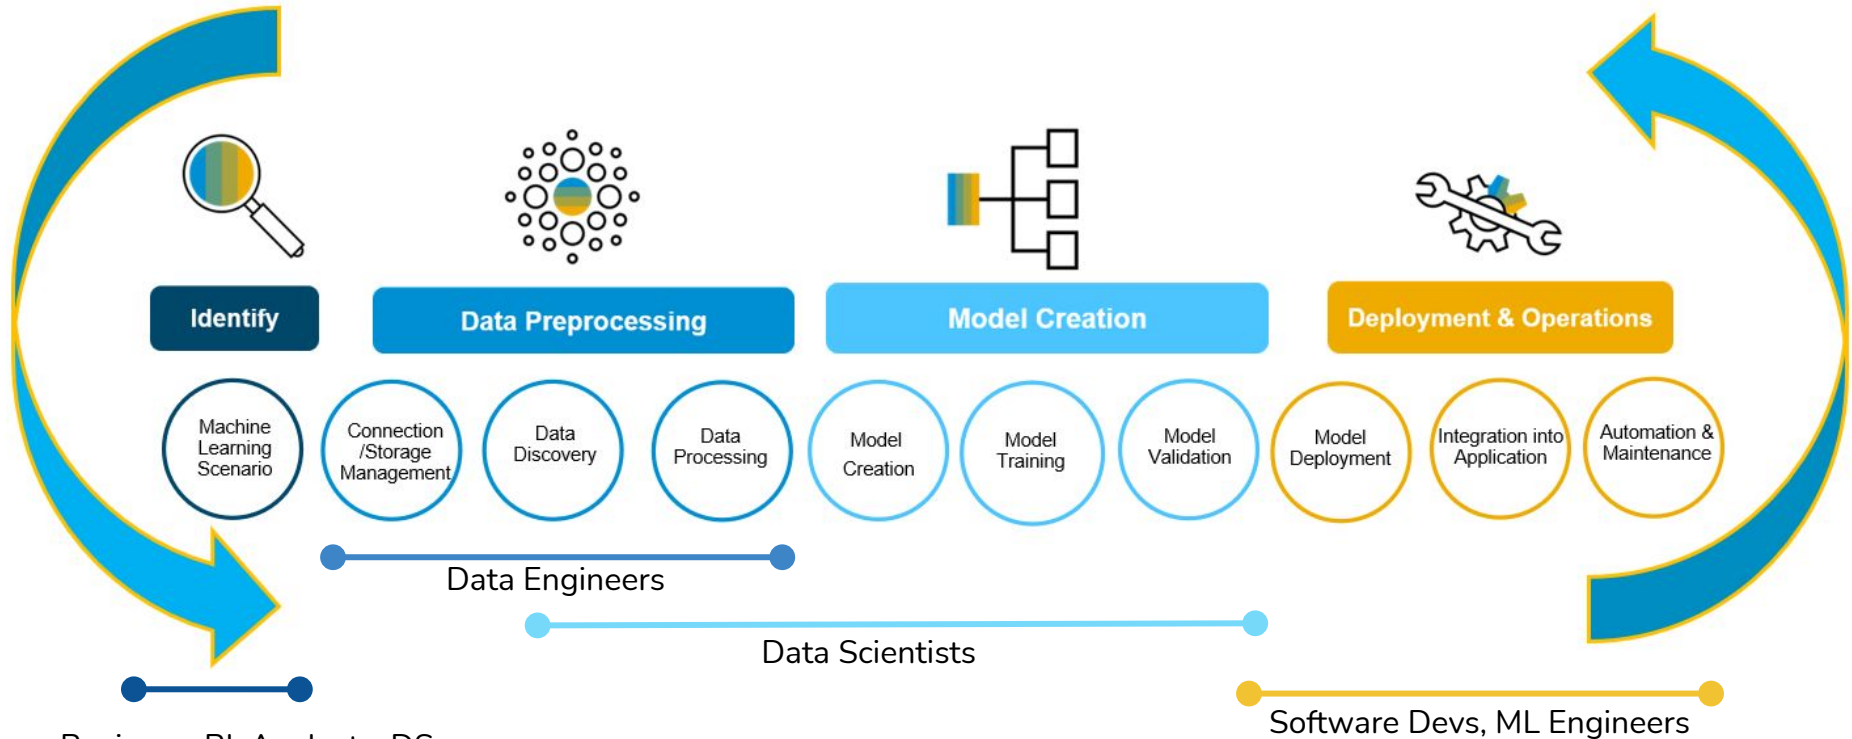 Identify
Data Preprocessing
Model Creation
Deployment & Operations
Machine
Learning
Scenario
Connection
/Storage
Management
Data
Discovery
Data
Processing
Model
Creation
Model
Training
Model
Validation
Model
Deployment
Integration into
Application
Automation &
Maintenance
Data Engineers
Data Scientists
Software Devs, ML Engineers